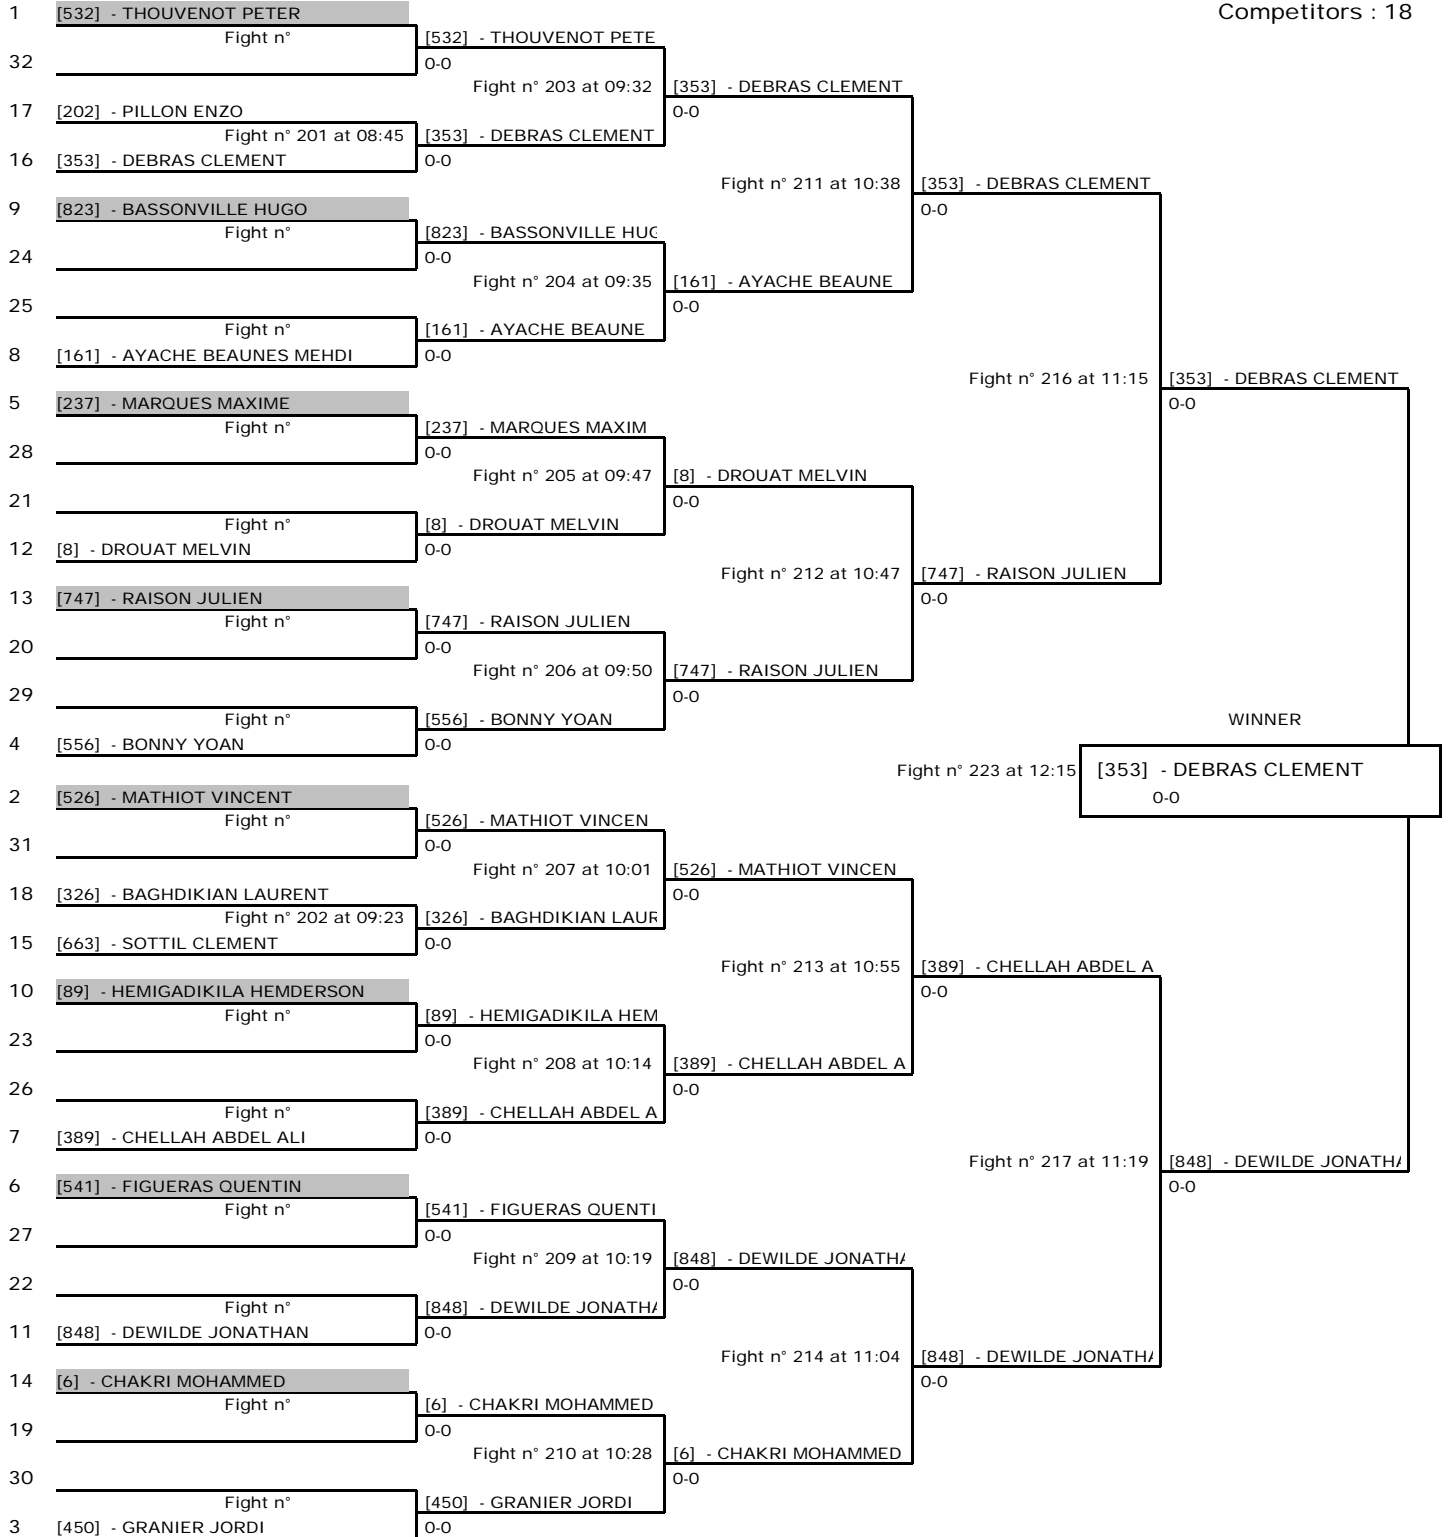 Competitors : 18
1 [532] - THOUVENOT PETER
Fight n° [532] - THOUVENOT PETE
32 0-0
Fight n° 203 at 09:32 [353] - DEBRAS CLEMENT
17 [202] - PILLON ENZO 0-0
Fight n° 201 at 08:45 [353] - DEBRAS CLEMENT
16 [353] - DEBRAS CLEMENT 0-0
Fight n° 211 at 10:38 [353] - DEBRAS CLEMENT
9 [823] - BASSONVILLE HUGO 0-0
Fight n° [823] - BASSONVILLE HUG
24 0-0
Fight n° 204 at 09:35 [161] - AYACHE BEAUNE
25 0-0
Fight n° [161] - AYACHE BEAUNE
8 [161] - AYACHE BEAUNES MEHDI 0-0
Fight n° 216 at 11:15 [353] - DEBRAS CLEMENT
5 [237] - MARQUES MAXIME 0-0
Fight n° [237] - MARQUES MAXIM
28 0-0
Fight n° 205 at 09:47 [8] - DROUAT MELVIN
21 0-0
Fight n° [8] - DROUAT MELVIN
12 [8] - DROUAT MELVIN 0-0
Fight n° 212 at 10:47 [747] - RAISON JULIEN
13 [747] - RAISON JULIEN 0-0
Fight n° [747] - RAISON JULIEN
20 0-0
Fight n° 206 at 09:50 [747] - RAISON JULIEN
29 0-0
Fight n° [556] - BONNY YOAN WINNER
4 [556] - BONNY YOAN 0-0
Fight n° 223 at 12:15 [353] - DEBRAS CLEMENT
2 [526] - MATHIOT VINCENT 0-0
Fight n° [526] - MATHIOT VINCEN
31 0-0
Fight n° 207 at 10:01 [526] - MATHIOT VINCEN
18 [326] - BAGHDIKIAN LAURENT 0-0
Fight n° 202 at 09:23 [326] - BAGHDIKIAN LAUR
15 [663] - SOTTIL CLEMENT 0-0
Fight n° 213 at 10:55 [389] - CHELLAH ABDEL A
10 [89] - HEMIGADIKILA HEMDERSON 0-0
Fight n° [89] - HEMIGADIKILA HEM
23 0-0
Fight n° 208 at 10:14 [389] - CHELLAH ABDEL A
26 0-0
Fight n° [389] - CHELLAH ABDEL A
7 [389] - CHELLAH ABDEL ALI 0-0
Fight n° 217 at 11:19 [848] - DEWILDE JONATHA
6 [541] - FIGUERAS QUENTIN 0-0
Fight n° [541] - FIGUERAS QUENTI
27 0-0
Fight n° 209 at 10:19 [848] - DEWILDE JONATHA
22 0-0
Fight n° [848] - DEWILDE JONATHA
11 [848] - DEWILDE JONATHAN 0-0
Fight n° 214 at 11:04 [848] - DEWILDE JONATHA
14 [6] - CHAKRI MOHAMMED 0-0
Fight n° [6] - CHAKRI MOHAMMED
19 0-0
Fight n° 210 at 10:28 [6] - CHAKRI MOHAMMED
30 0-0
Fight n° [450] - GRANIER JORDI
3 [450] - GRANIER JORDI 0-0